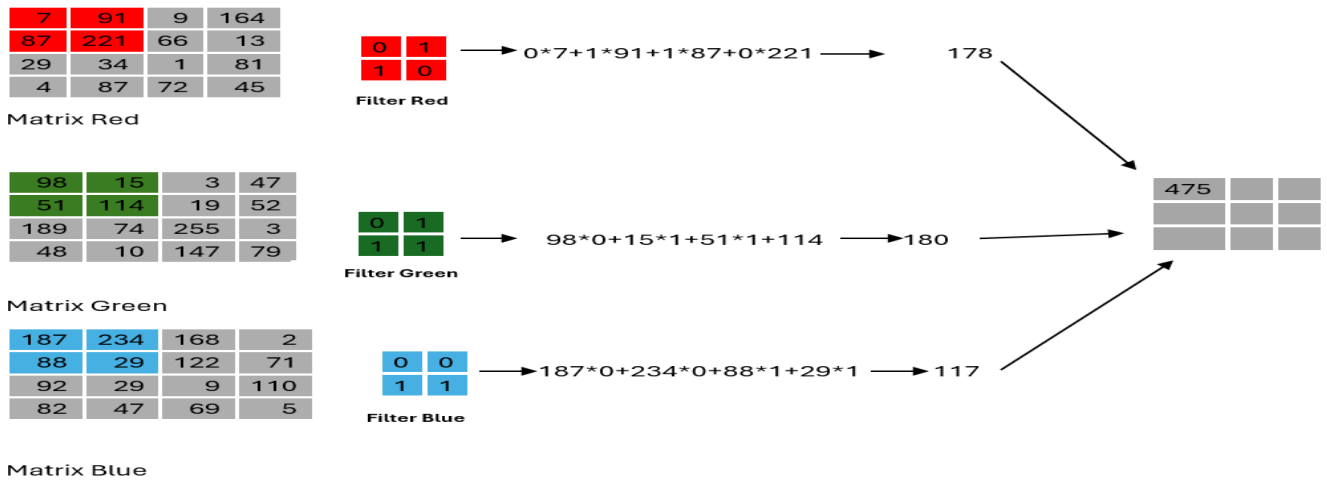 7 91 9 164
87 221 66 13
29 34 1 81
4 87 72 45
Matrix Red
0 1
1 0
Filter Red
0*7+1*91+1*87+0*221
178
98 15 3 47
51 114 19 52
189 74 255 3
48 10 147 79
Matrix Green
0 1
1 1
Filter Green
98*0+15*1+51*1+114
180
187 234 168 2
88 29 122 71
92 29 9 110
82 47 69 5
Matrix Blue
0 0
1 1
Filter Blue
187*0+234*0+88*1+29*1
117
475